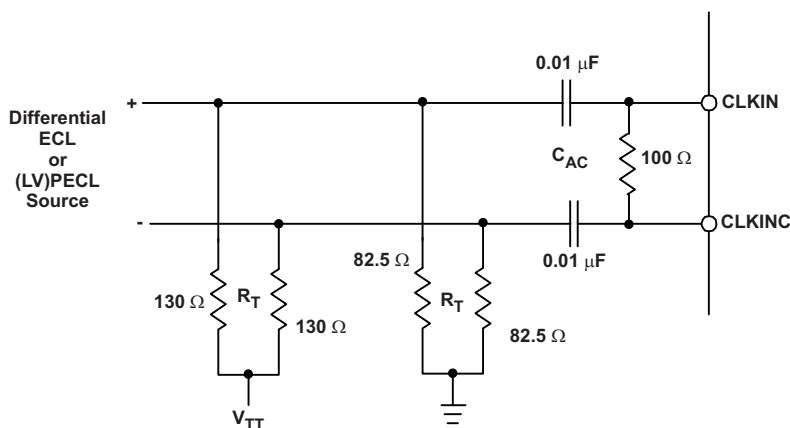 0.01 μF
Differential
ECL
or
(LV)PECL
Source
+
CLKIN
C_AC
100 Ω
-
CLKINC
0.01 μF
82.5 Ω
130 Ω
R_T
130 Ω
R_T
82.5 Ω
V_TT